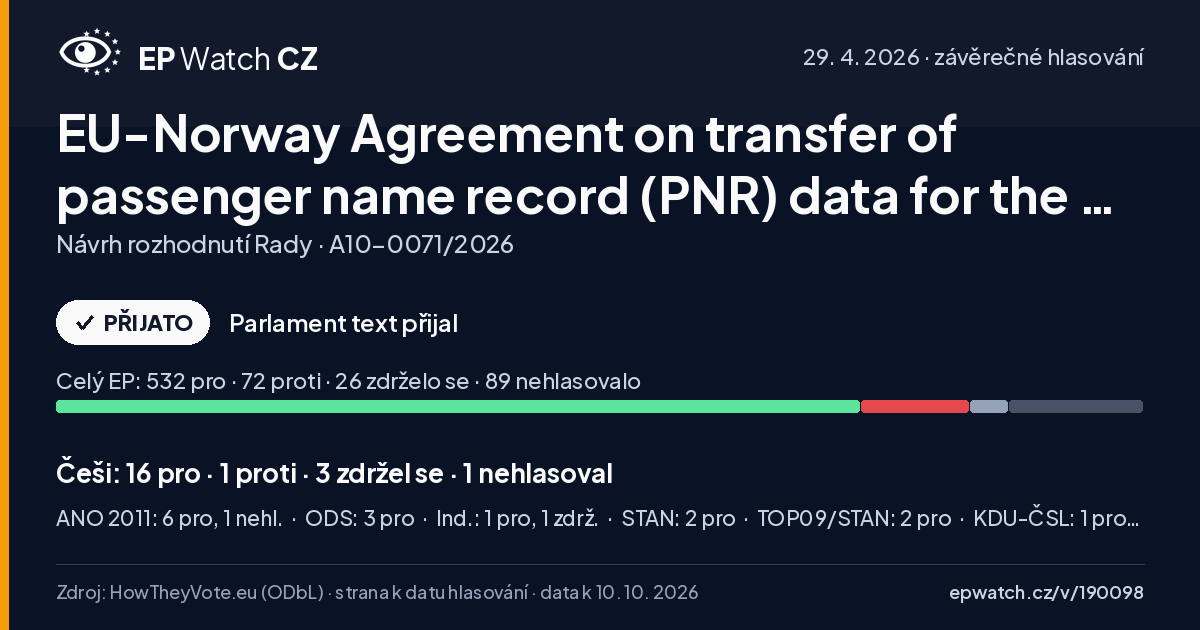 EP Watch CZ
29. 4. 2026 · závěrečné hlasování
EU-Norway Agreement on transfer of
passenger name record (PNR) data for the …
Návrh rozhodnutí Rady · A10-0071/2026
✓ PŘIJATO
Parlament text přijal
Celý EP: 532 pro · 72 proti · 26 zdrželo se · 89 nehlasovalo
Češi: 16 pro · 1 proti · 3 zdržel se · 1 nehlasoval
ANO 2011: 6 pro, 1 nehl. · ODS: 3 pro · Ind.: 1 pro, 1 zdrž. · STAN: 2 pro · TOP09/STAN: 2 pro · KDU-ČSL: 1 pro…
Zdroj: HowTheyVote.eu (ODbL) · strana k datu hlasování · data k 10. 10. 2026
epwatch.cz/v/190098